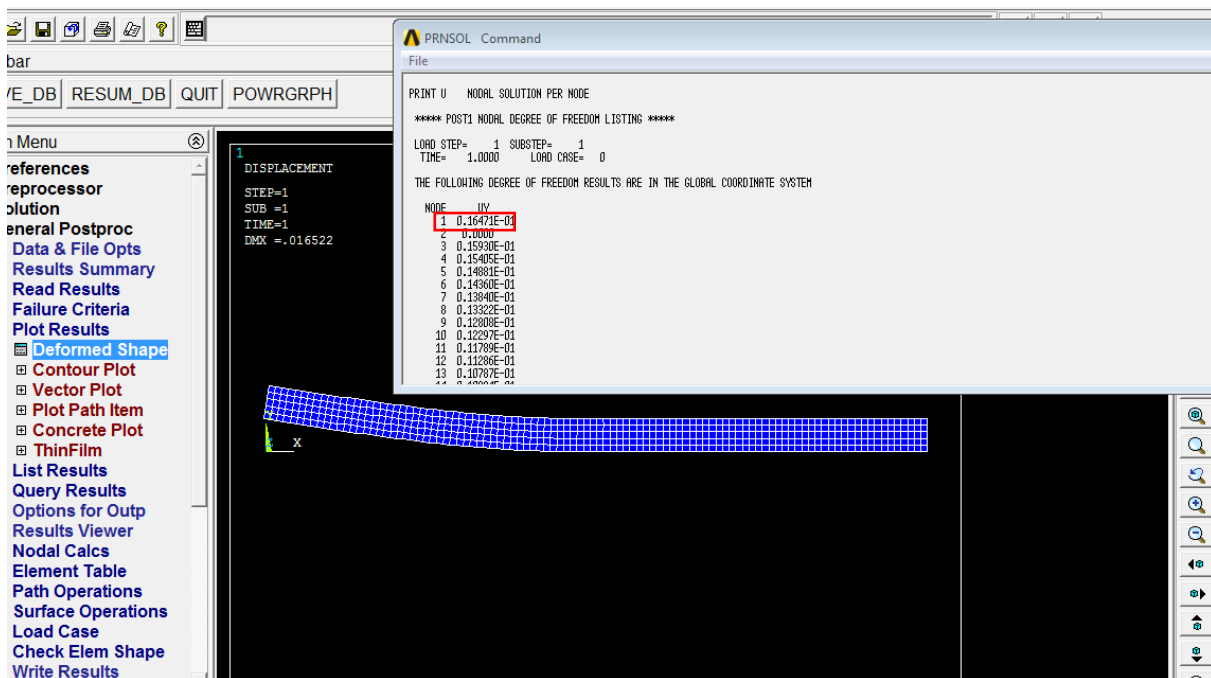 bar
VE_DB RESUM_DB QUIT POWRGRPH
n Menu
references
reprocessor
olution
eneral Postproc
Data & File Opts
Results Summary
Read Results
Failure Criteria
Plot Results
Deformed Shape
Contour Plot
Vector Plot
Plot Path Item
Concrete Plot
ThinFilm
List Results
Query Results
Options for Outp
Results Viewer
Nodal Calcs
Element Table
Path Operations
Surface Operations
Load Case
Check Elem Shape
Write Results
1
DISPLACEMENT
STEP=1
SUB =1
TIME=1
DMX =.016522
X
PRNSOL Command
File
PRINT U NODAL SOLUTION PER NODE
***** POST1 NODAL DEGREE OF FREEDOM LISTING *****
LOAD STEP= 1 SUBSTEP= 1
TIME= 1.0000 LOAD CASE= 0
THE FOLLOWING DEGREE OF FREEDOM RESULTS ARE IN THE GLOBAL COORDINATE SYSTEM
NODE UY
1 0.16471E-01
2 0.0000
3 0.15930E-01
4 0.15405E-01
5 0.14881E-01
6 0.14360E-01
7 0.13840E-01
8 0.13322E-01
9 0.12808E-01
10 0.12297E-01
11 0.11789E-01
12 0.11286E-01
13 0.10787E-01